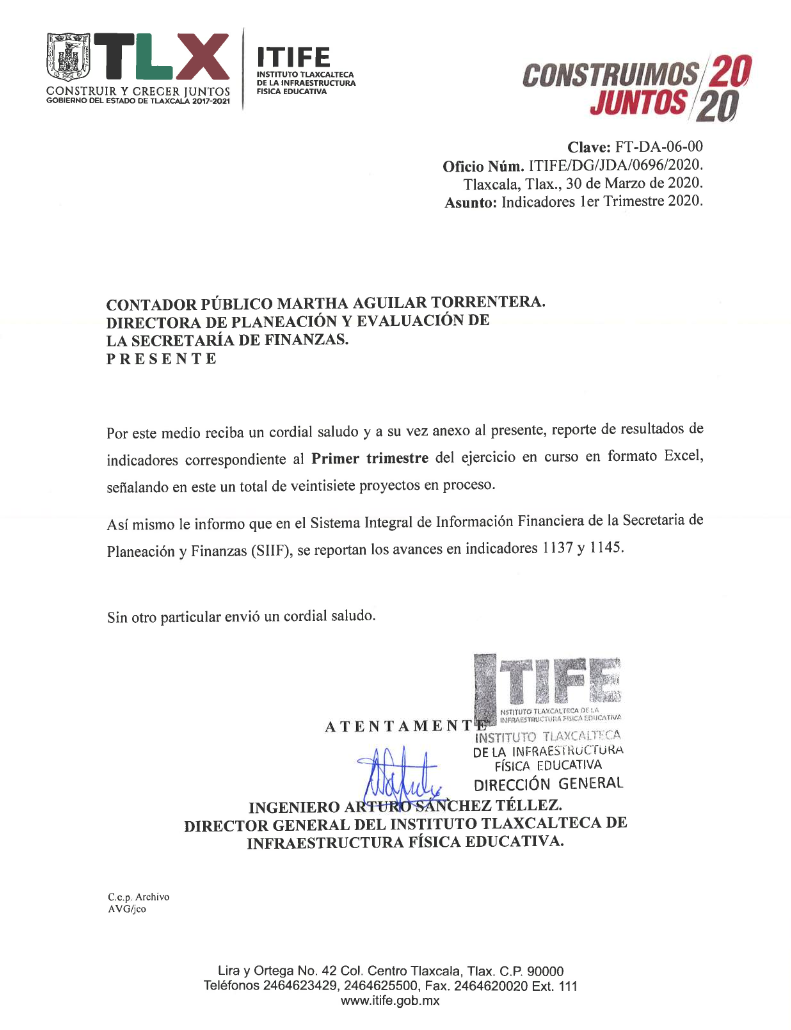 TLX
CONSTRUIR Y CRECER JUNTOS
GOBIERNO DEL ESTADO DE TLAXCALA 2017-2021
ITIFE
INSTITUTO TLAXCALTECA
DE LA INFRAESTRUCTURA
FISICA EDUCATIVA
CONSTRUIMOS
JUNTOS
20
20
Clave: FT-DA-06-00
Oficio Núm. ITIFE/DG/JDA/0696/2020.
Tlaxcala, Tlax., 30 de Marzo de 2020.
Asunto: Indicadores 1er Trimestre 2020.
CONTADOR PÚBLICO MARTHA AGUILAR TORRENTERA.
DIRECTORA DE PLANEACIÓN Y EVALUACIÓN DE
LA SECRETARÍA DE FINANZAS.
P R E S E N T E
Por este medio reciba un cordial saludo y a su vez anexo al presente, reporte de resultados de
indicadores correspondiente al Primer trimestre del ejercicio en curso en formato Excel,
señalando en este un total de veintisiete proyectos en proceso.
Así mismo le informo que en el Sistema Integral de Información Financiera de la Secretaria de
Planeación y Finanzas (SIIF), se reportan los avances en indicadores 1137 y 1145.
Sin otro particular envió un cordial saludo.
ITIFE
INSTITUTO TLAXCALTECA DE LA
INFRAESTRUCTURA FISICA EDUCATIVA
A T E N T A M E N T E
INSTITUTO TLAXCALTECA
DE LA INFRAESTRUCTURA
FÍSICA EDUCATIVA
DIRECCIÓN GENERAL
INGENIERO ARTURO SÁNCHEZ TÉLLEZ.
DIRECTOR GENERAL DEL INSTITUTO TLAXCALTECA DE
INFRAESTRUCTURA FÍSICA EDUCATIVA.
C.c.p. Archivo
AVG/jco
Lira y Ortega No. 42 Col. Centro Tlaxcala, Tlax. C.P. 90000
Teléfonos 2464623429, 2464625500, Fax. 2464620020 Ext. 111
www.itife.gob.mx